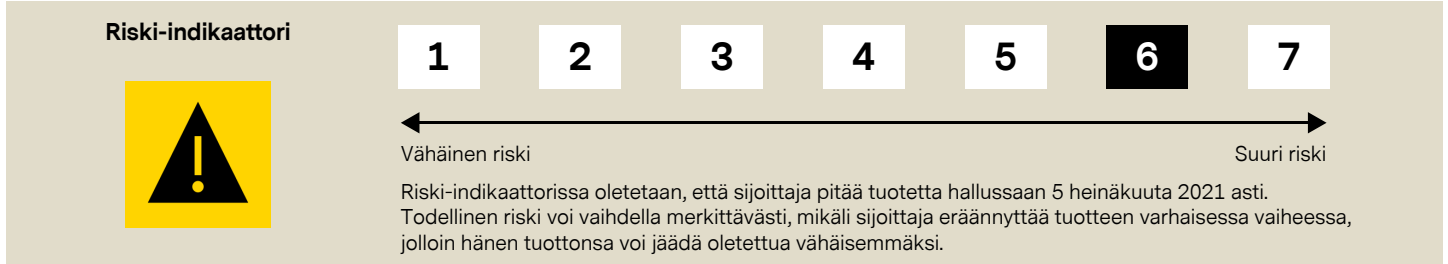 Riski-indikaattori
1 2 3 4 5 6 7
Vähäinen riski Suuri riski
Riski-indikaattorissa oletetaan, että sijoittaja pitää tuotetta hallussaan 5 heinäkuuta 2021 asti.
Todellinen riski voi vaihdella merkittävästi, mikäli sijoittaja eräännyttää tuotteen varhaisessa vaiheessa,
jolloin hänen tuottonsa voi jäädä oletettua vähäisemmäksi.